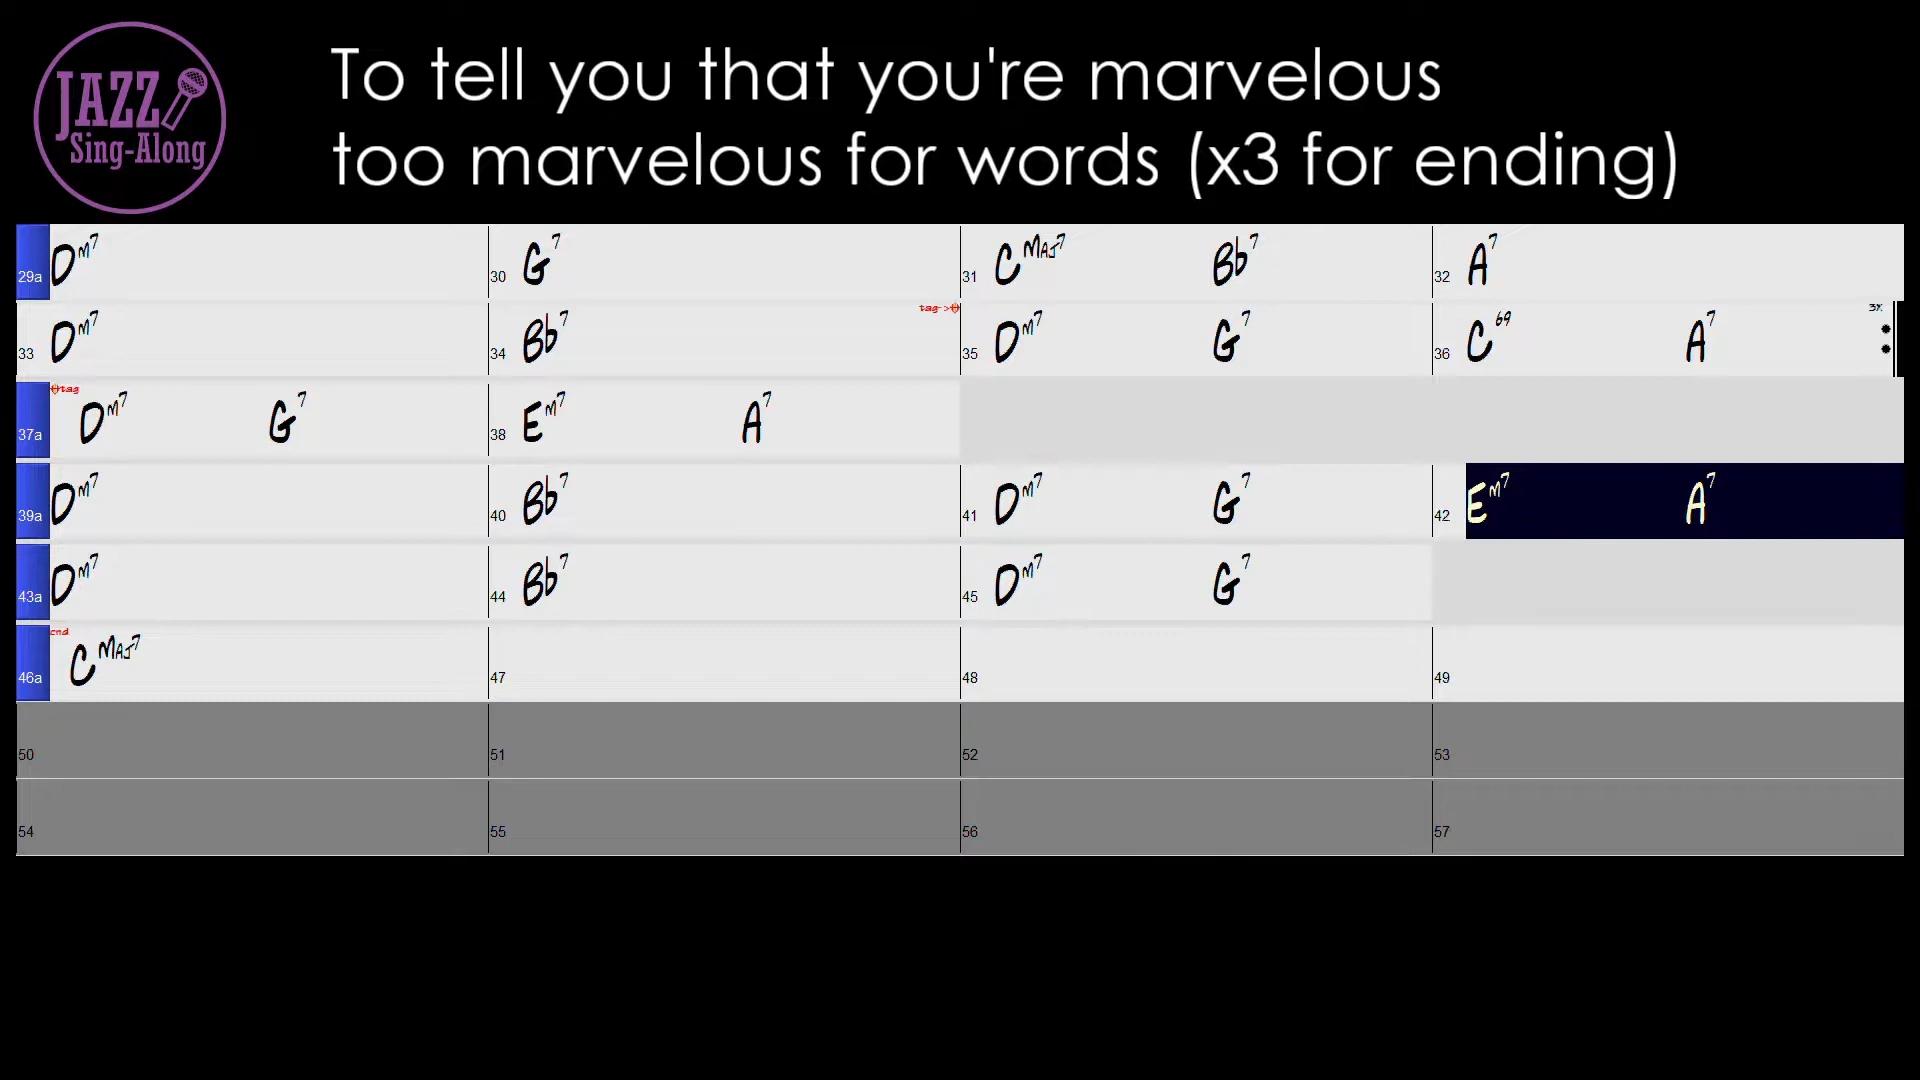 JAZZ
Sing-Along
To tell you that you're marvelous
too marvelous for words (x3 for ending)
29a Dm7 30 G7 31 CMAJ7 Bb7 32 A7
33 Dm7 34 Bb7 tag-> 35 Dm7 G7 36 C69 A7 3x
tag
37a Dm7 G7 38 Em7 A7
39a Dm7 40 Bb7 41 Dm7 G7 42 Em7 A7
43a Dm7 44 Bb7 45 Dm7 G7
end
46a CMAJ7 47 48 49
50 51 52 53
54 55 56 57